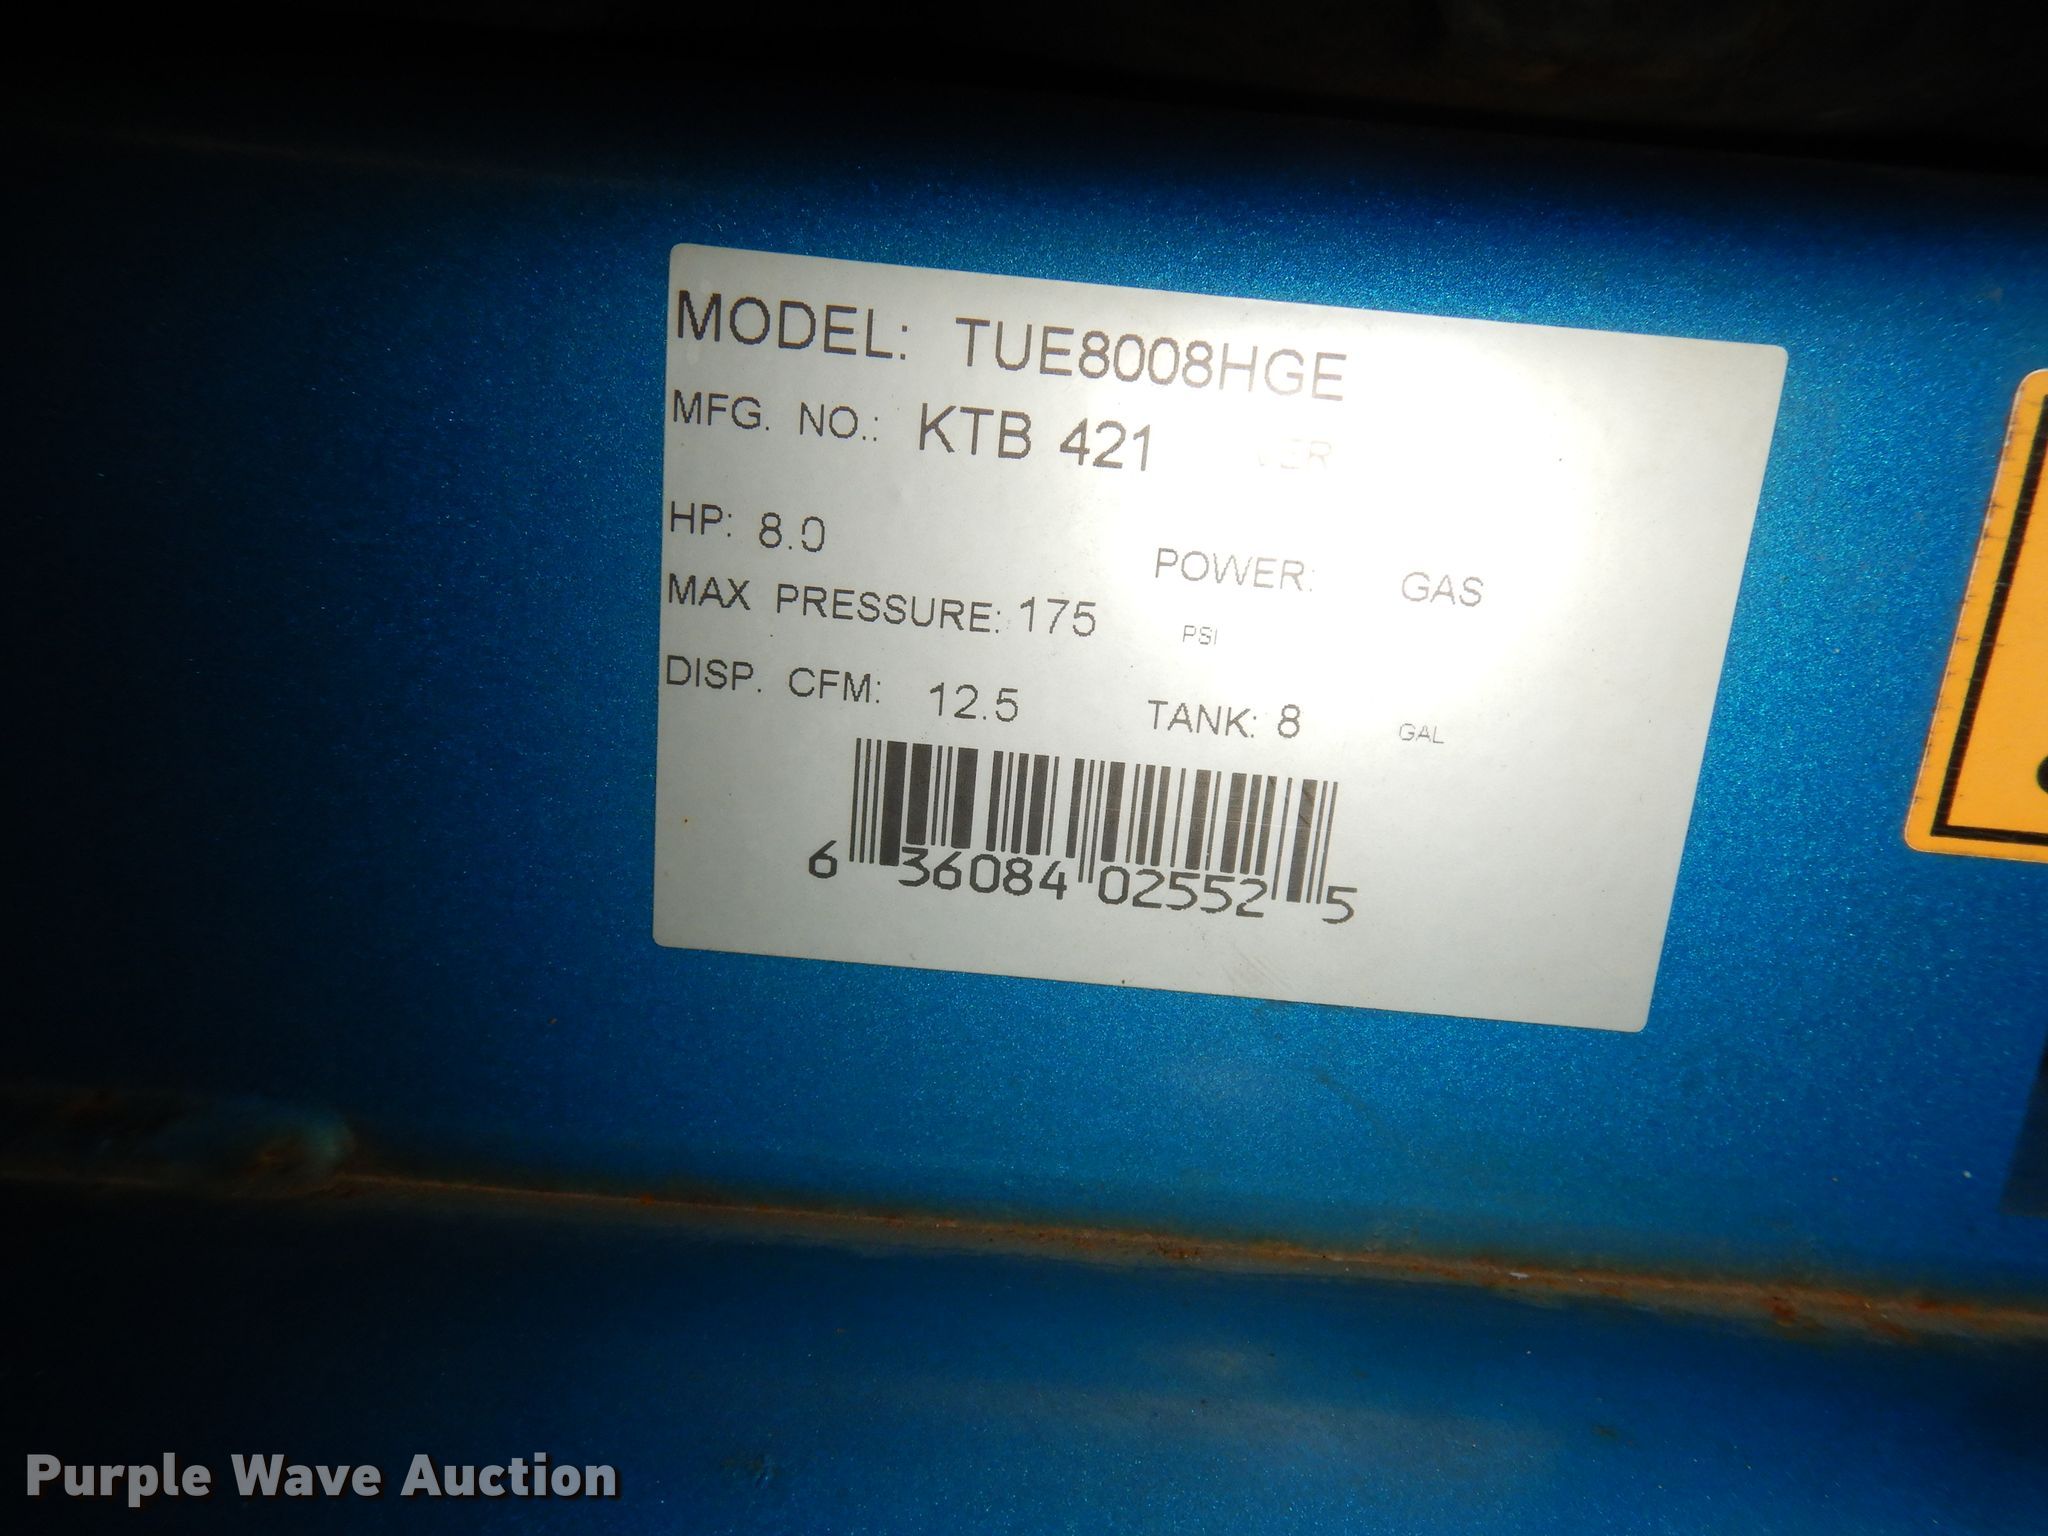 MODEL: TUE8008HGE
MFG. NO.: KTB 421
HP: 8.0 POWER: GAS
MAX PRESSURE: 175 PSI
DISP. CFM: 12.5 TANK: 8 GAL
6 36084 02552 5
Purple Wave Auction